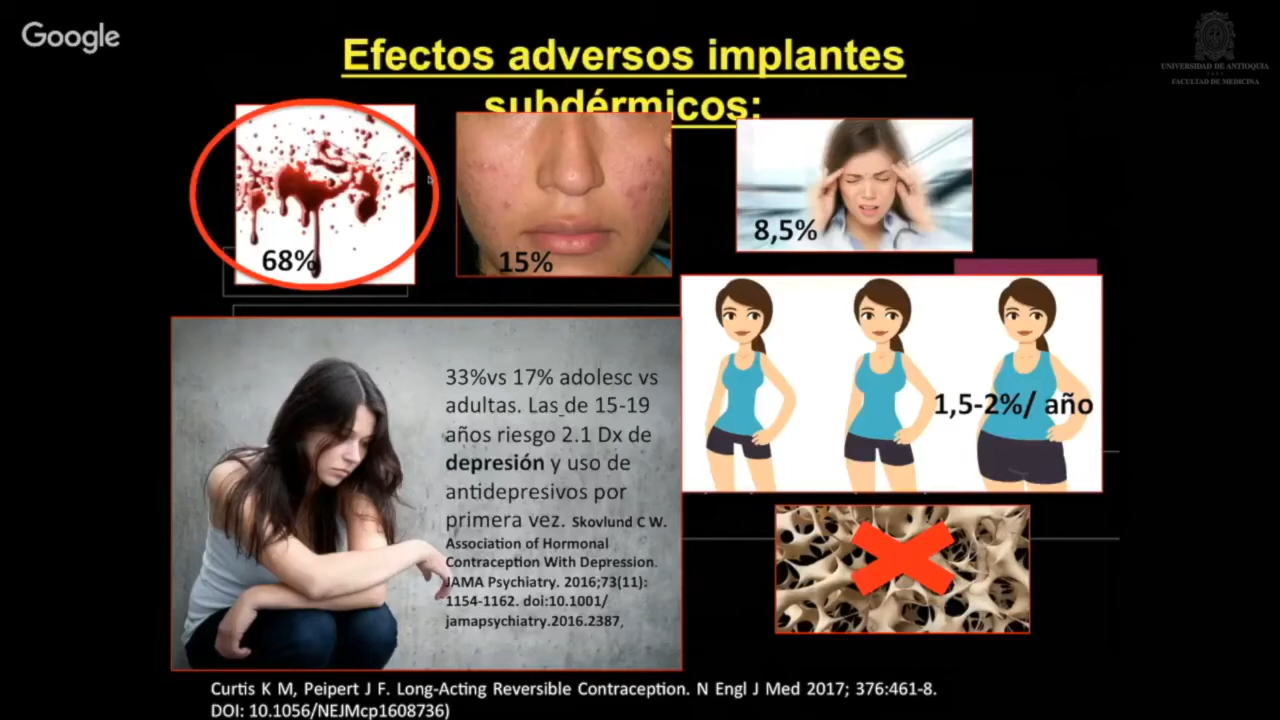 Google
UNIVERSIDAD DE ANTIOQUIA
FACULTAD DE MEDICINA
Efectos adversos implantes
subdérmicos:
68%
15%
8,5%
33%vs 17% adolesc vs
adultas. Las de 15-19
años riesgo 2.1 Dx de
depresión y uso de
antidepresivos por
primera vez. Skovlund C W.
Association of Hormonal
Contraception With Depression.
JAMA Psychiatry. 2016;73(11):
1154-1162. doi:10.1001/
jamapsychiatry.2016.2387,
1,5-2%/ año
Curtis K M, Peipert J F. Long-Acting Reversible Contraception. N Engl J Med 2017; 376:461-8.
DOI: 10.1056/NEJMcp1608736)